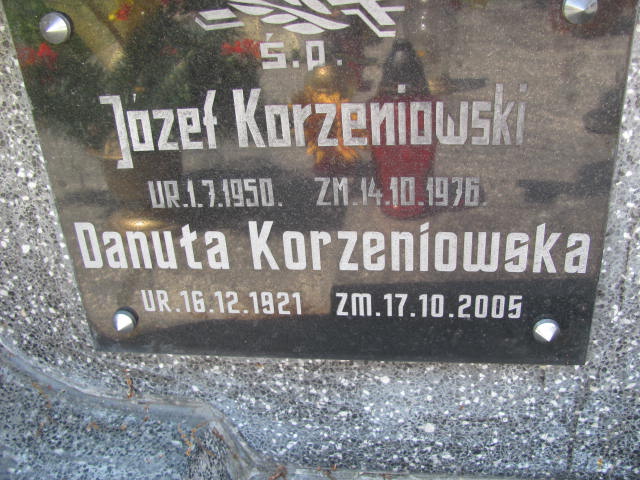 ś.p.
Józef Korzeniowski
UR.1.7.1950. ZM.14.10.1976.
Danuta Korzeniowska
UR.16.12.1921 ZM.17.10.2005